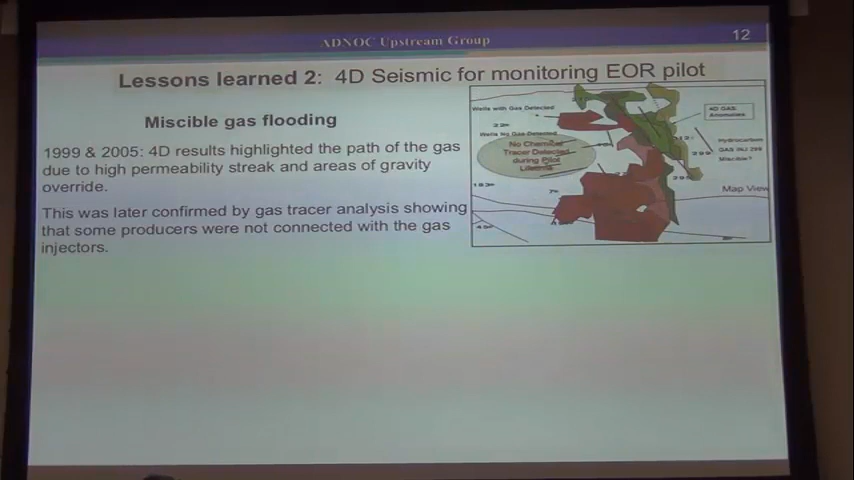 ADNOC Upstream Group
12
Lessons learned 2: 4D Seismic for monitoring EOR pilot
Miscible gas flooding
1999 & 2005: 4D results highlighted the path of the gas
due to high permeability streak and areas of gravity
override.
This was later confirmed by gas tracer analysis showing
that some producers were not connected with the gas
injectors.
Wells with Gas Detected
Wells No Gas Detected
No Chemical
Tracer Detected
during Pilot
Lifetime
4D GAS
Anomalies
Hydrocarbon
Miscible?
Map View